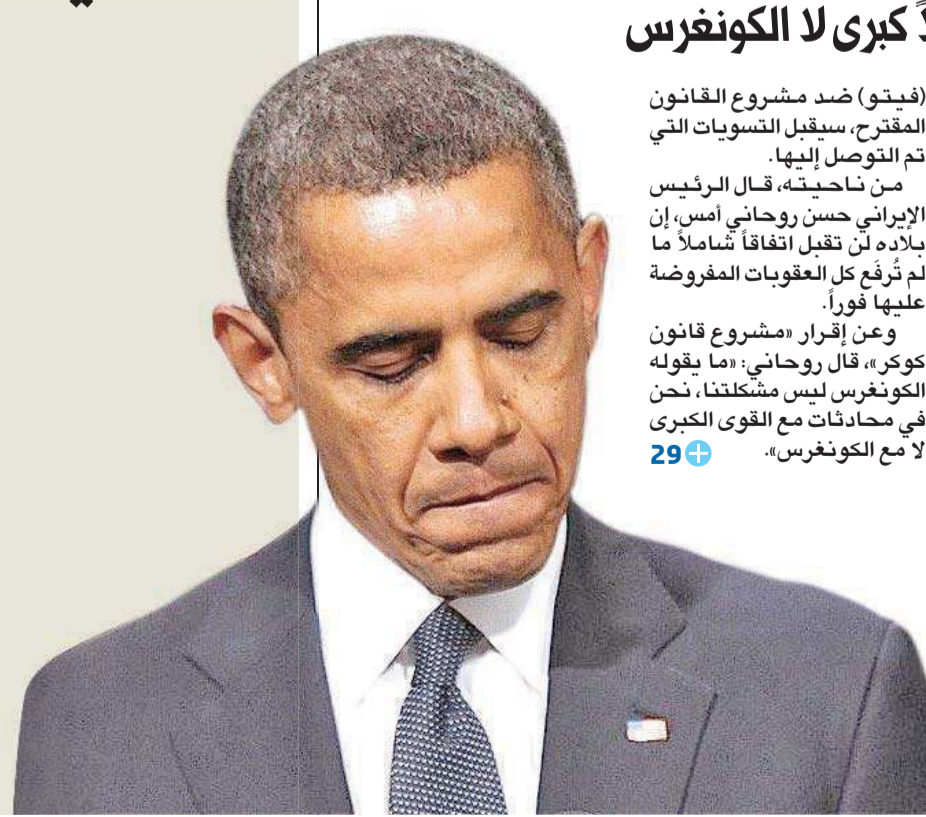 كبرى لا الكونغرس
(فيتو) ضد مشروع القانون
المقترح، سيقبل التسويات التي
تم التوصل إليها.
من ناحيته، قال الرئيس
الإيراني حسن روحاني أمس، إن
بلاده لن تقبل اتفاقاً شاملاً ما
لم تُرفَع كل العقوبات المفروضة
عليها فوراً.
وعن إقرار «مشروع قانون
كوكر»، قال روحاني: «ما يقوله
الكونغرس ليس مشكلتنا، نحن
في محادثات مع القوى الكبرى
لا مع الكونغرس». 29